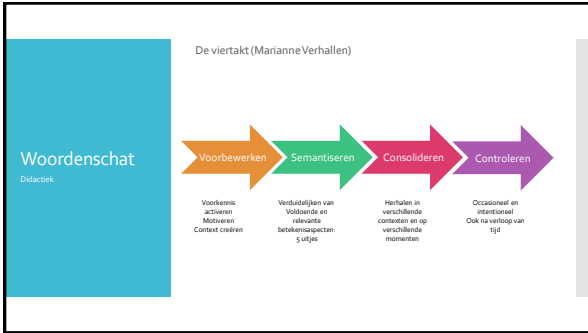 De viertakt (Marianne Verhallen)
Woordenschat
Didactiek
Voorbewerken
Semantiseren
Consolideren
Controleren
Voorkennis
activeren
Motiveren
Context creëren
Verduidelijken van
Voldoende en
relevante
betekenisaspecten:
5 uitjes
Herhalen in
verschillende
contexten en op
verschillende
momenten
Occasioneel en
intentioneel
Ook na verloop van
tijd